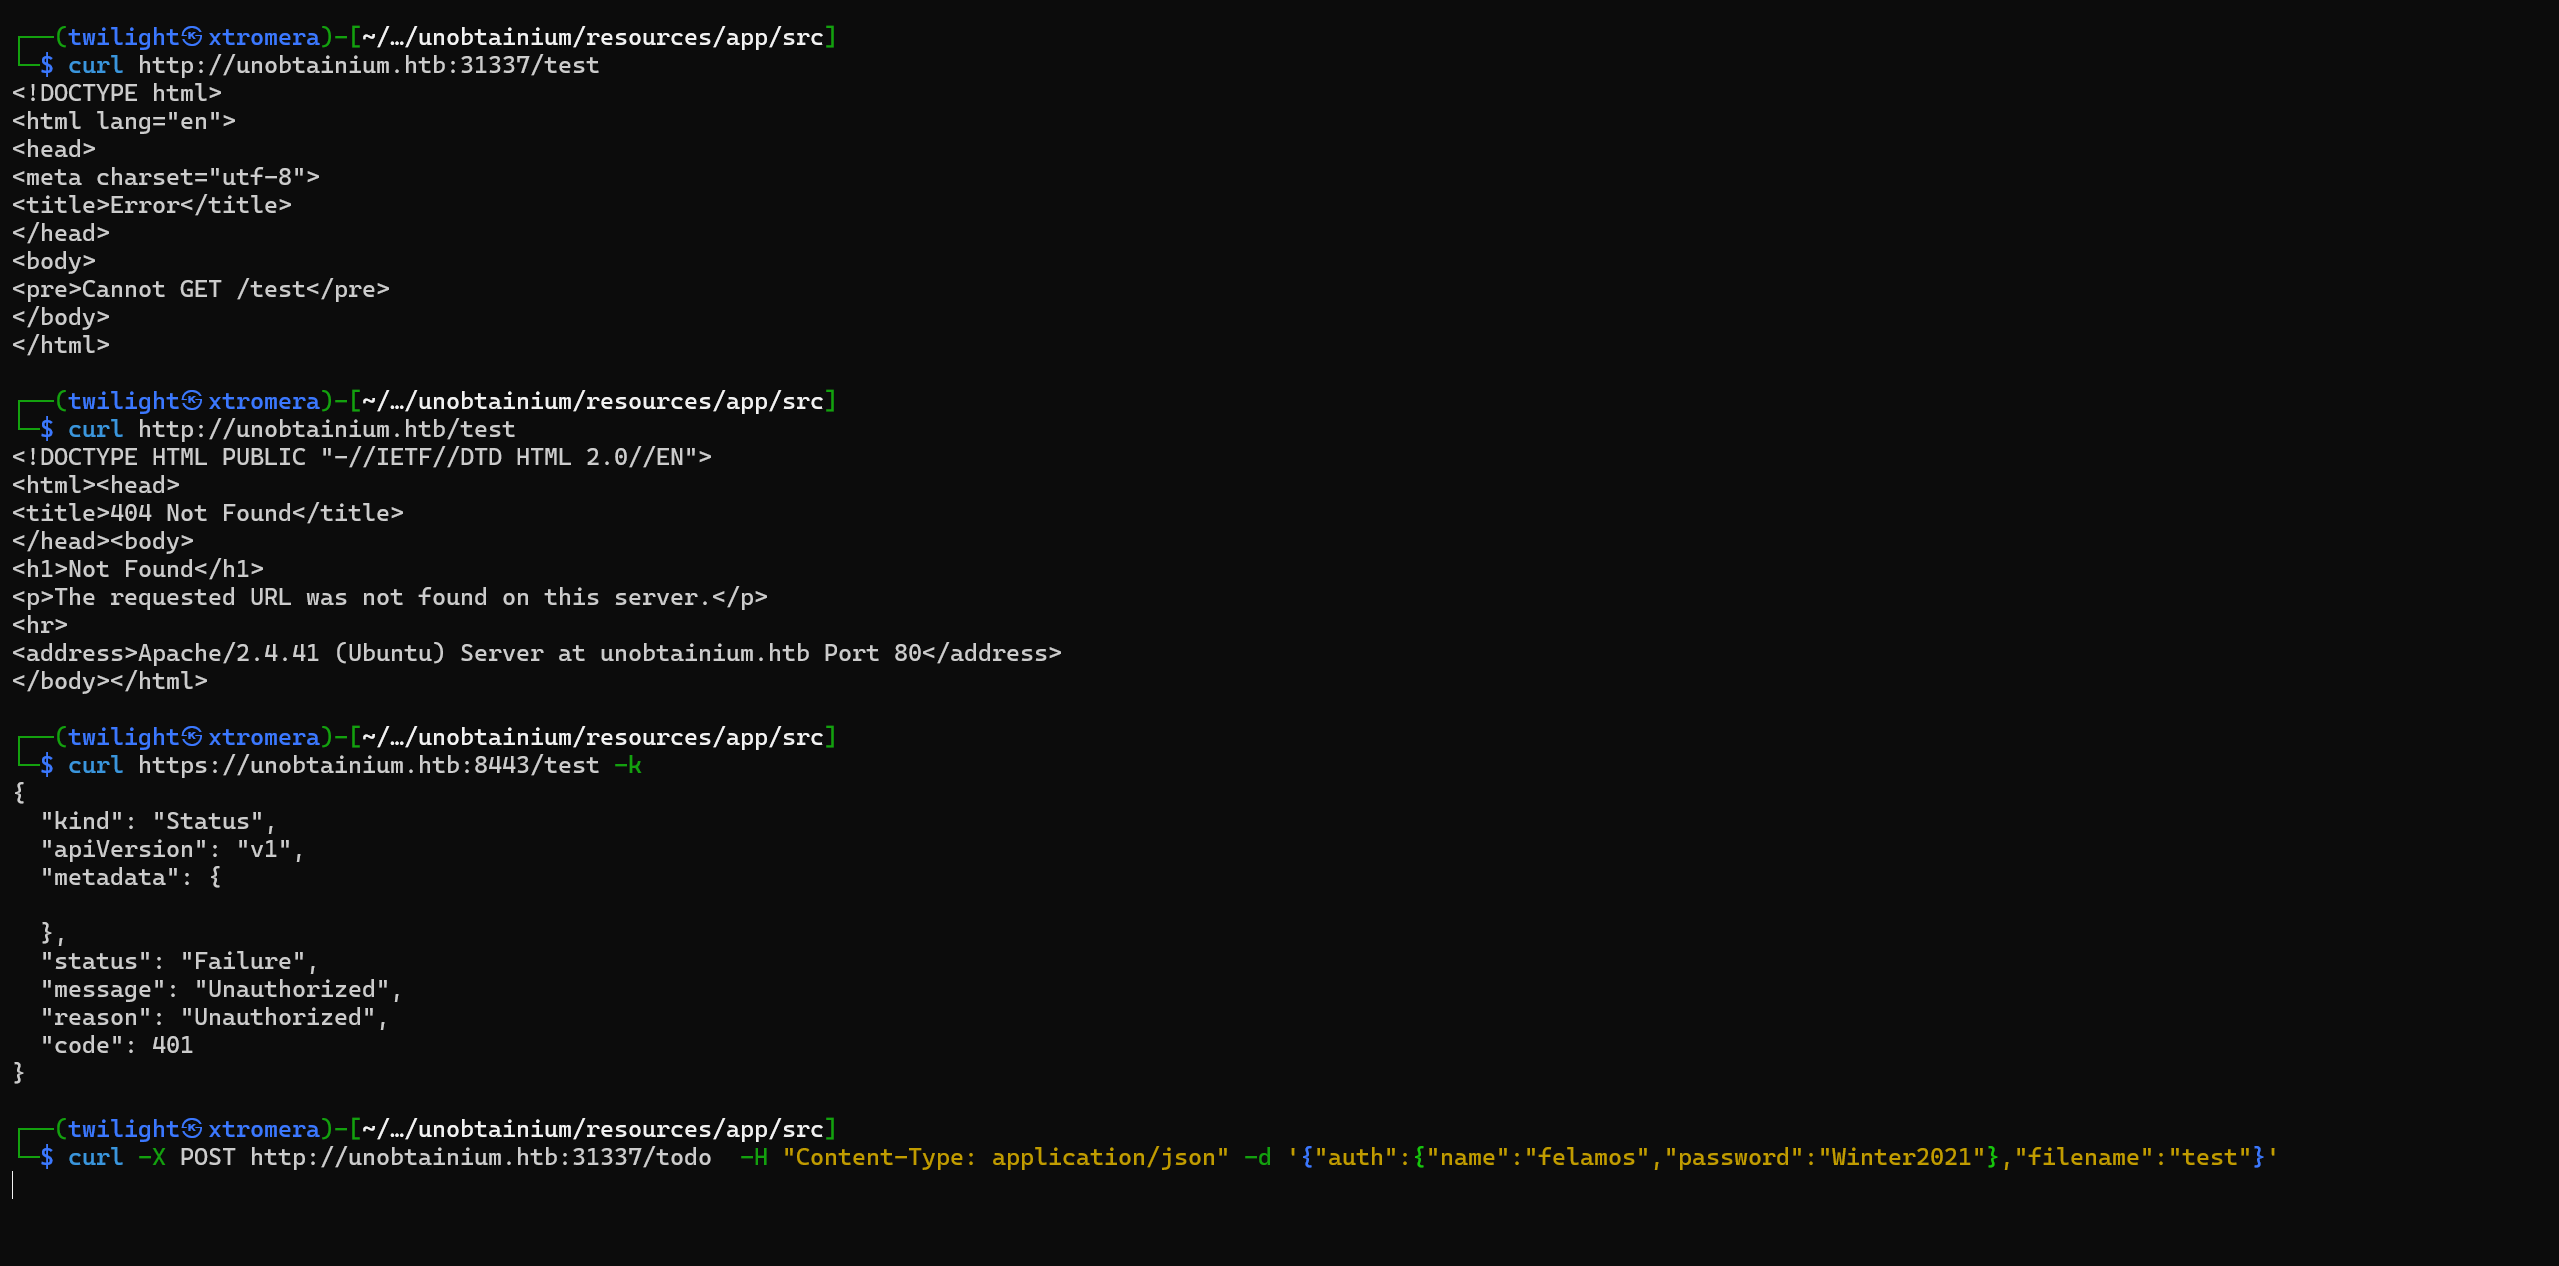 ┌──(twilight㉿xtromera)-[~/…/unobtainium/resources/app/src]
└─$ curl http://unobtainium.htb:31337/test
<!DOCTYPE html>
<html lang="en">
<head>
<meta charset="utf-8">
<title>Error</title>
</head>
<body>
<pre>Cannot GET /test</pre>
</body>
</html>

┌──(twilight㉿xtromera)-[~/…/unobtainium/resources/app/src]
└─$ curl http://unobtainium.htb/test
<!DOCTYPE HTML PUBLIC "-//IETF//DTD HTML 2.0//EN">
<html><head>
<title>404 Not Found</title>
</head><body>
<h1>Not Found</h1>
<p>The requested URL was not found on this server.</p>
<hr>
<address>Apache/2.4.41 (Ubuntu) Server at unobtainium.htb Port 80</address>
</body></html>

┌──(twilight㉿xtromera)-[~/…/unobtainium/resources/app/src]
└─$ curl https://unobtainium.htb:8443/test -k
{
  "kind": "Status",
  "apiVersion": "v1",
  "metadata": {

  },
  "status": "Failure",
  "message": "Unauthorized",
  "reason": "Unauthorized",
  "code": 401
}

┌──(twilight㉿xtromera)-[~/…/unobtainium/resources/app/src]
└─$ curl -X POST http://unobtainium.htb:31337/todo  -H "Content-Type: application/json" -d '{"auth":{"name":"felamos","password":"Winter2021"},"filename":"test"}'